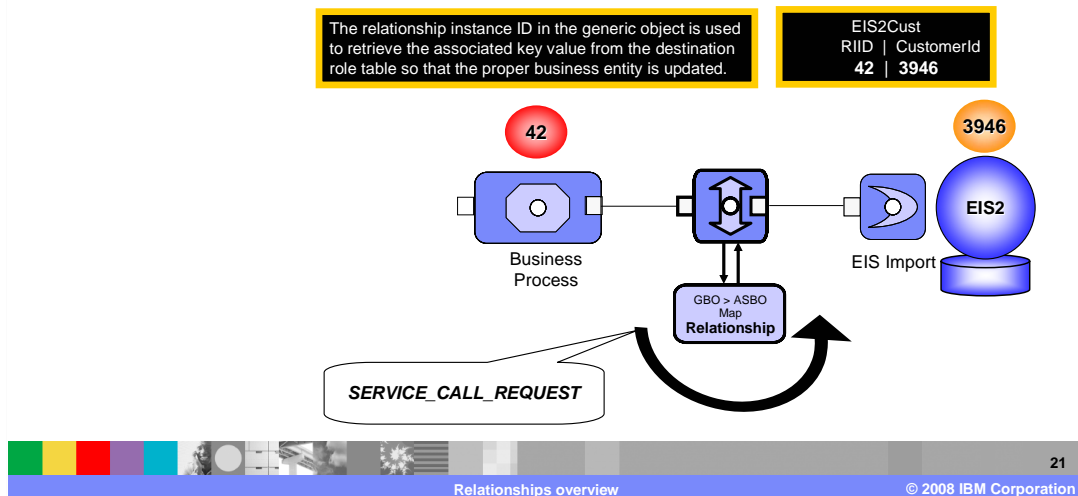 The relationship instance ID in the generic object is used
to retrieve the associated key value from the destination
role table so that the proper business entity is updated.
EIS2Cust
RIID | CustomerId
42 | 3946
42
3946
EIS2
Business
Process
EIS Import
GBO > ASBO
Map
Relationship
SERVICE_CALL_REQUEST
21
Relationships overview
© 2008 IBM Corporation